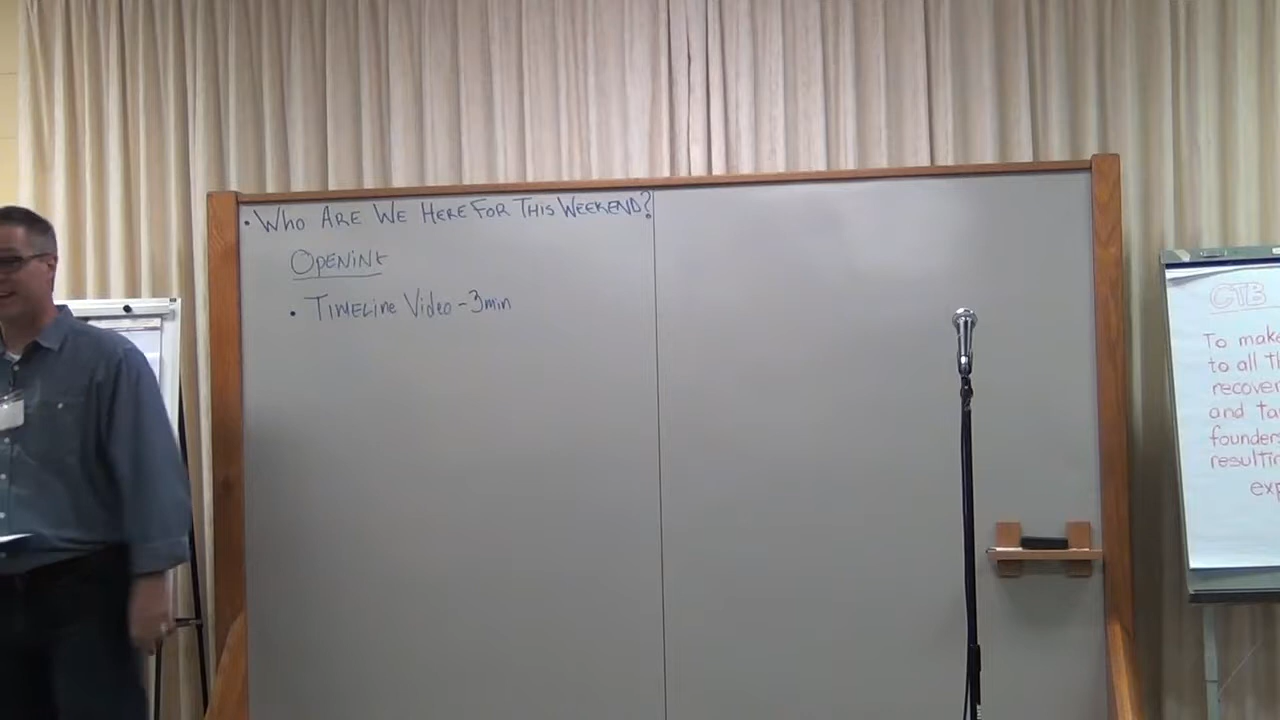 • Who Are We Here For This Weekend?
Opening
• Timeline Video - 3min
CTB
To make
to all th
recover
and ta
founders
resultin
exp